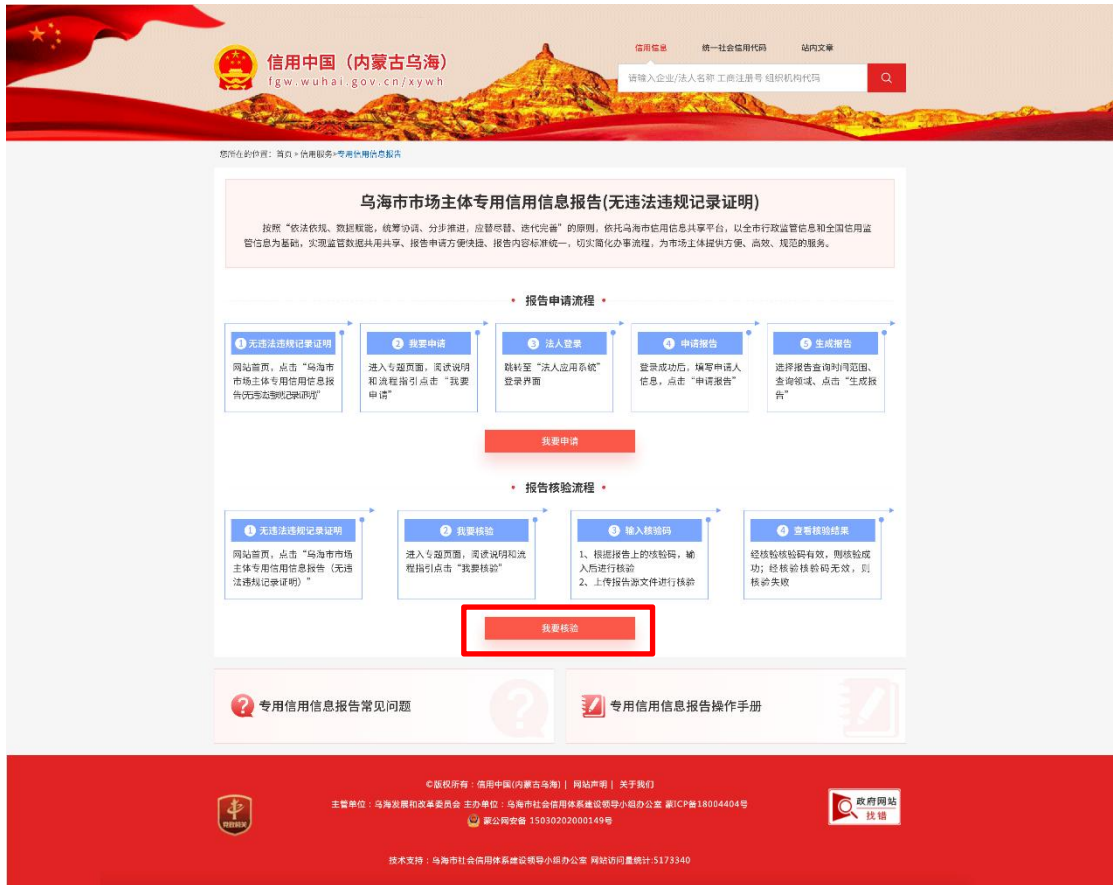 信用中国（内蒙古乌海）
fgw.wuhai.gov.cn/xywh
信用信息 统一社会信用代码 站内文章
请输入企业/法人名称 工商注册号 组织机构代码
您所在的位置：首页»信用服务»专用信用信息报告
乌海市市场主体专用信用信息报告(无违法违规记录证明)
按照“依法依规、数据赋能，统筹协调、分步推进，应替尽替、迭代完善”的原则，依托乌海市信用信息共享平台，以全市行政监管信息和全国信用监
管信息为基础，实现监管数据共用共享、报告申请方便快捷、报告内容标准统一，切实简化办事流程，为市场主体提供方便、高效、规范的服务。
• 报告申请流程 •
1 无违法违规记录证明
网站首页，点击“乌海市
市场主体专用信用信息报
告(无违法违规记录证明)”
2 我要申请
进入专题页面，阅读说明
和流程指引点击“我要
申请”
3 法人登录
跳转至“法人应用系统”
登录界面
4 申请报告
登录成功后，填写申请人
信息，点击“申请报告”
5 生成报告
选择报告查询时间范围、
查询领域、点击“生成报
告”
我要申请
• 报告核验流程 •
1 无违法违规记录证明
网站首页，点击“乌海市市场
主体专用信用信息报告（无违
法违规记录证明）”
2 我要核验
进入专题页面，阅读说明和流
程指引点击“我要核验”
3 输入核验码
1、根据报告上的核验码，输
入后进行核验
2、上传报告源文件进行核验
4 查看核验结果
经核验核验码有效，则核验成
功；经核验核验码无效，则
核验失败
我要核验
专用信用信息报告常见问题
专用信用信息报告操作手册
©版权所有：信用中国(内蒙古乌海)| 网站声明| 关于我们
主管单位：乌海发展和改革委员会 主办单位：乌海市社会信用体系建设领导小组办公室 蒙ICP备18004404号
蒙公网安备 15030202000149号
技术支持：乌海市社会信用体系建设领导小组办公室 网站访问量统计:5173340
党政机关
政府网站
找错